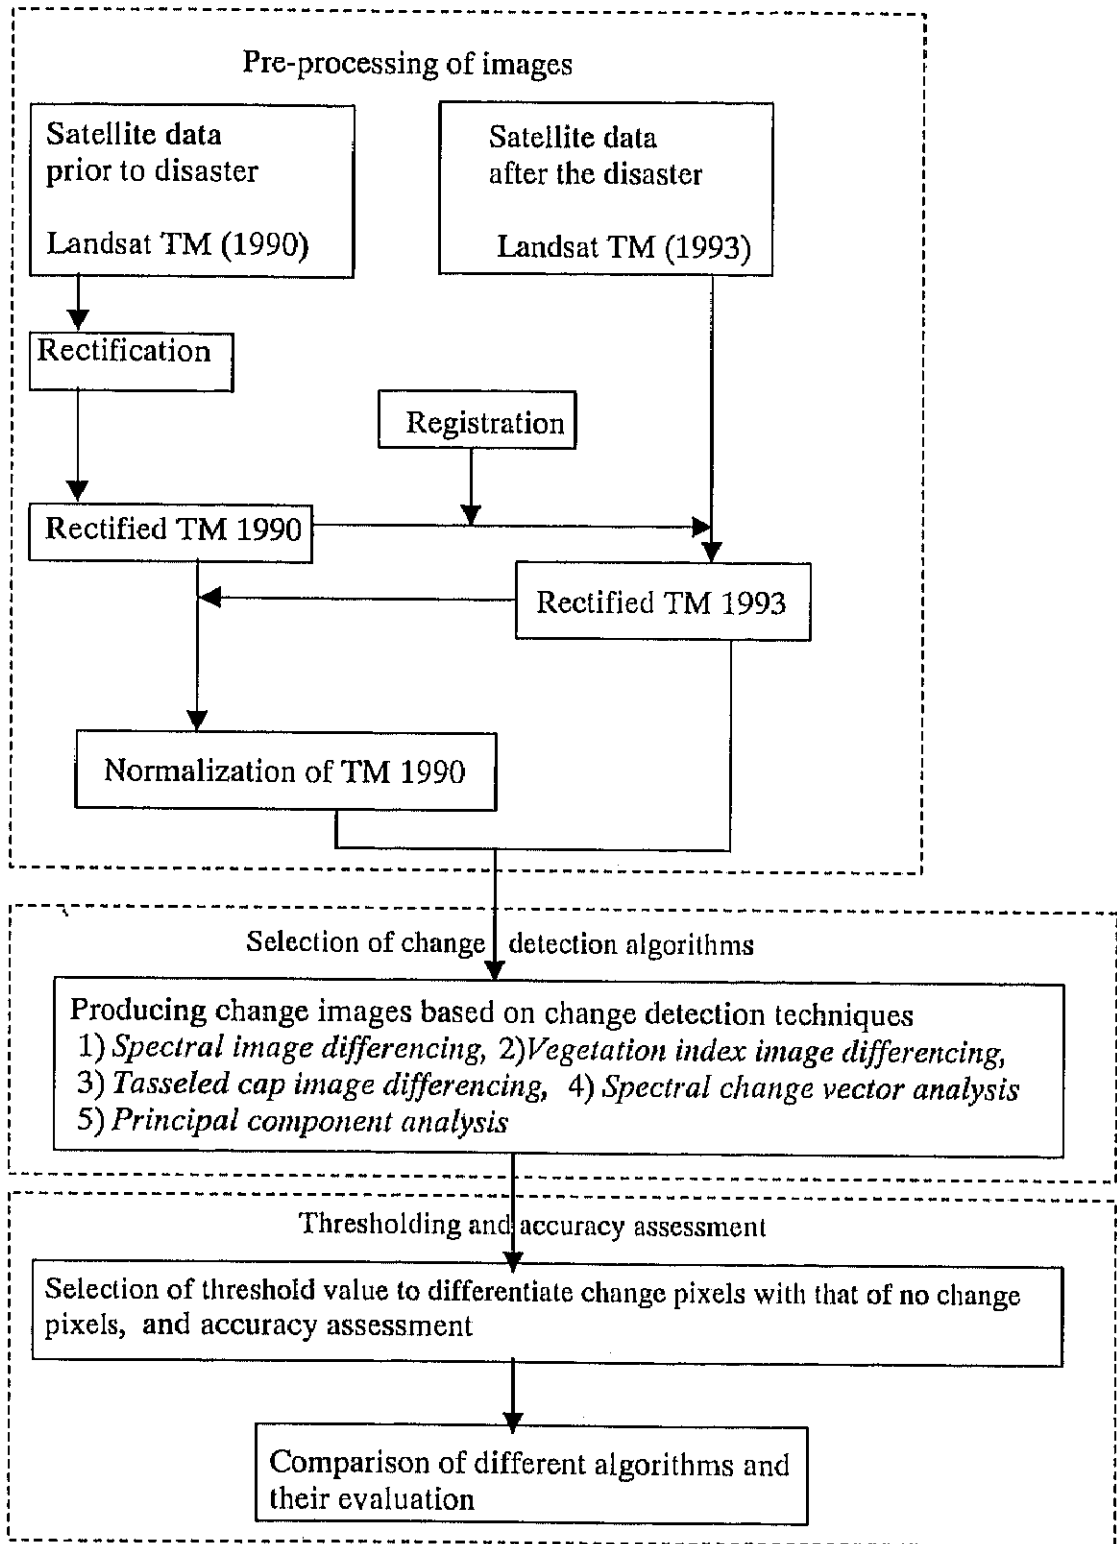 Pre-processing of images
Satellite data
prior to disaster
Landsat TM (1990)
Satellite data
after the disaster
Landsat TM (1993)
Rectification
Registration
Rectified TM 1990
Rectified TM 1993
Normalization of TM 1990
Selection of change detection algorithms
Producing change images based on change detection techniques
1) Spectral image differencing, 2)Vegetation index image differencing,
3) Tasseled cap image differencing, 4) Spectral change vector analysis
5) Principal component analysis
Thresholding and accuracy assessment
Selection of threshold value to differentiate change pixels with that of no change
pixels, and accuracy assessment
Comparison of different algorithms and
their evaluation